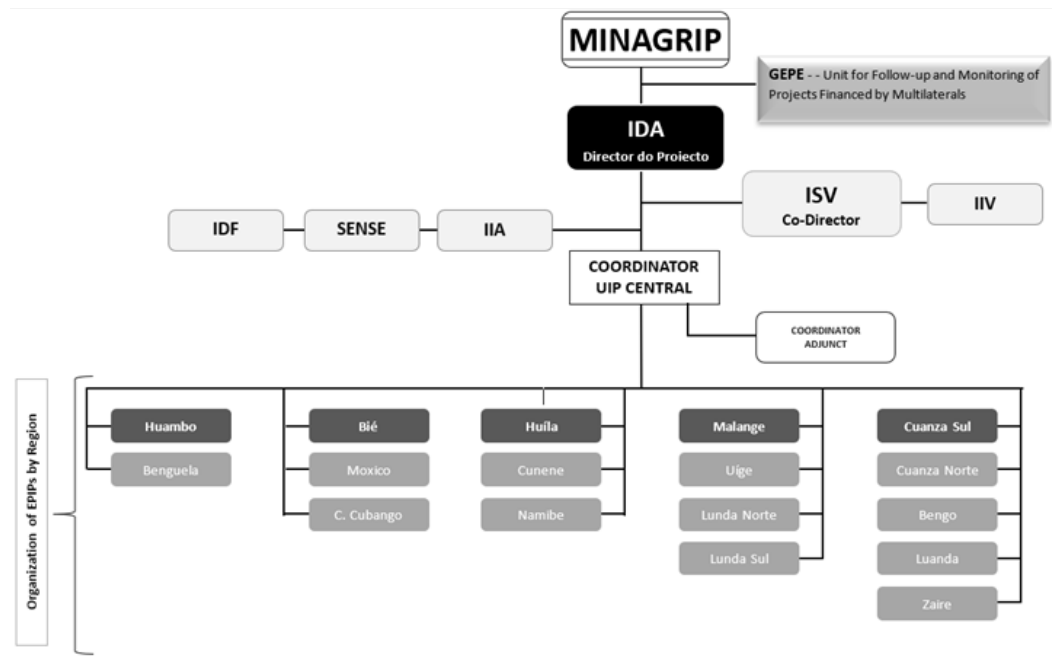 MINAGRIP
GEPE - - Unit for Follow-up and Monitoring of
Projects Financed by Multilaterals
IDA
Director do Proiecto
ISV
Co-Director
IIV
IDF
SENSE
IIA
COORDINATOR
UIP CENTRAL
COORDINATOR
ADJUNCT
Organization of EPIPs by Region
Huambo
Benguela
Bié
Moxico
C. Cubango
Huíla
Cunene
Namibe
Malange
Uíge
Lunda Norte
Lunda Sul
Cuanza Sul
Cuanza Norte
Bengo
Luanda
Zaire